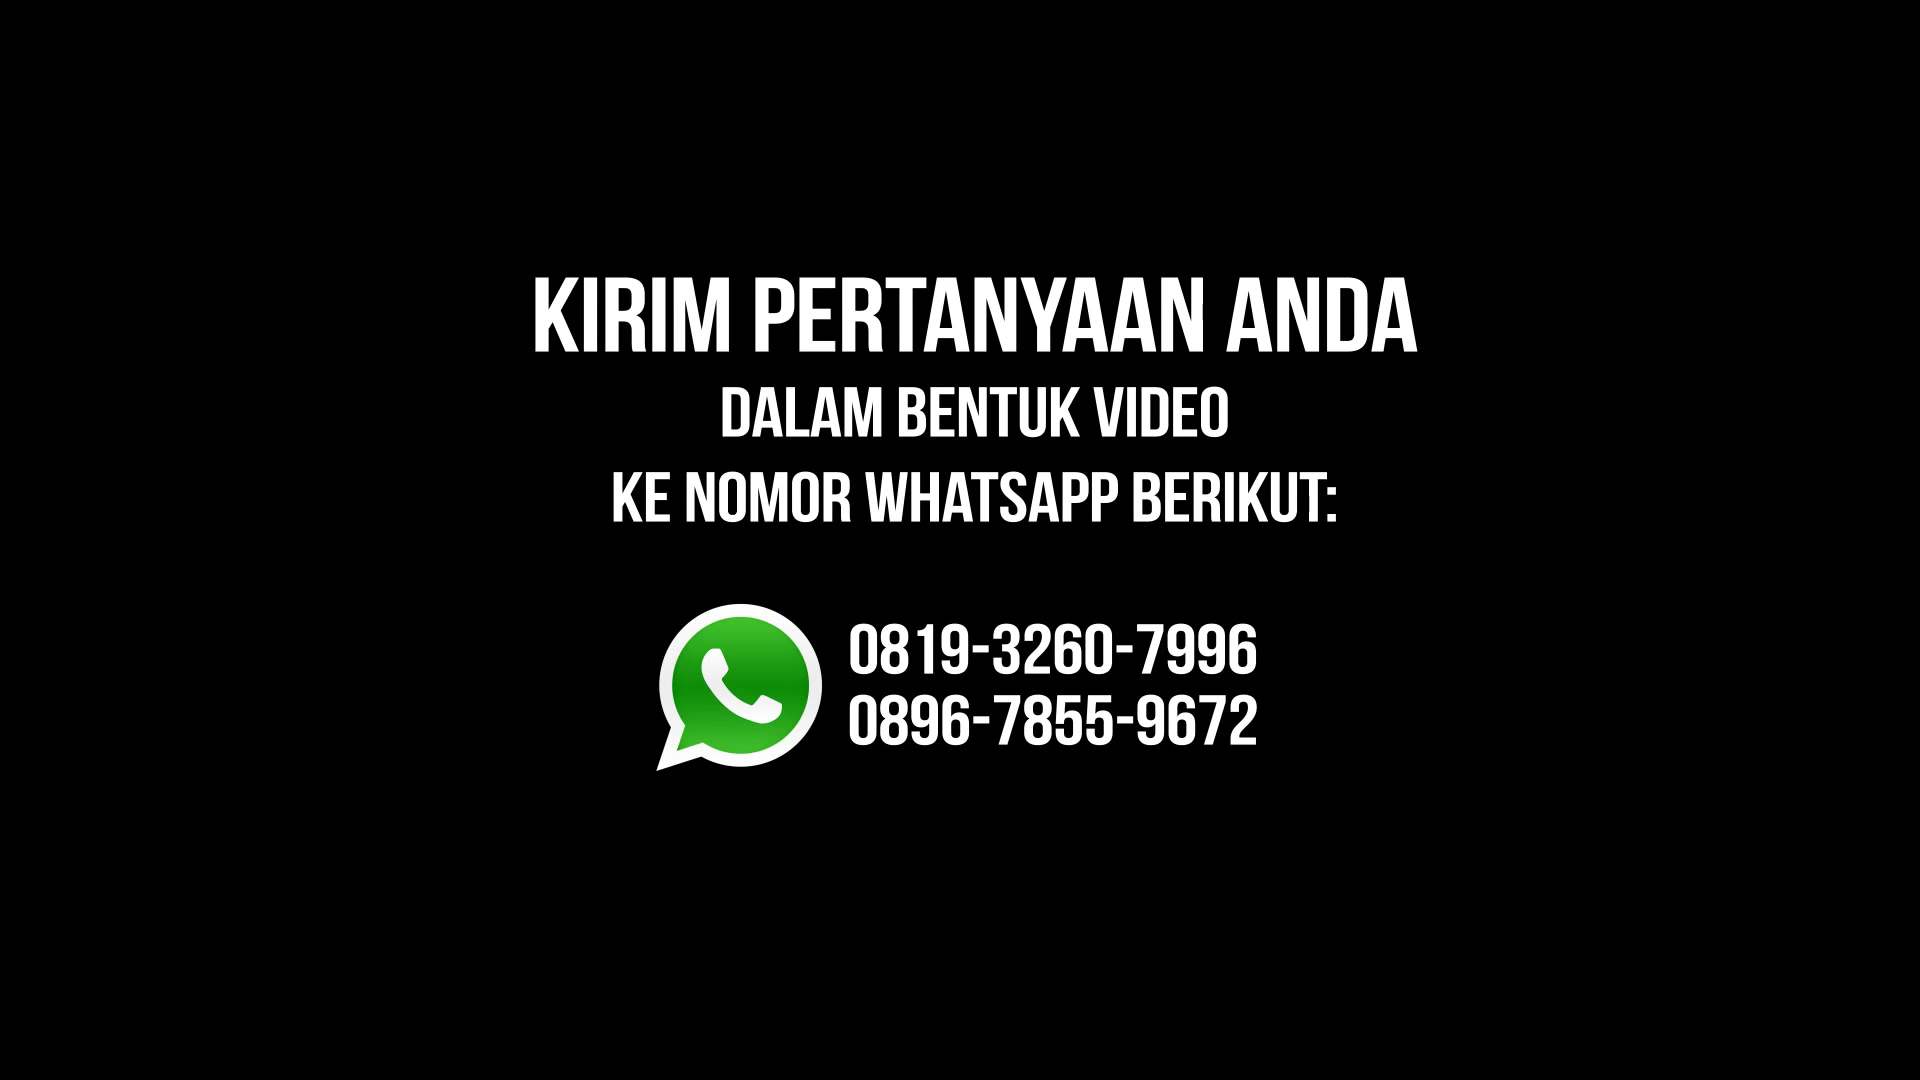 KIRIM PERTANYAAN ANDA
DALAM BENTUK VIDEO
KE NOMOR WHATSAPP BERIKUT:
0819-3260-7996
0896-7855-9672